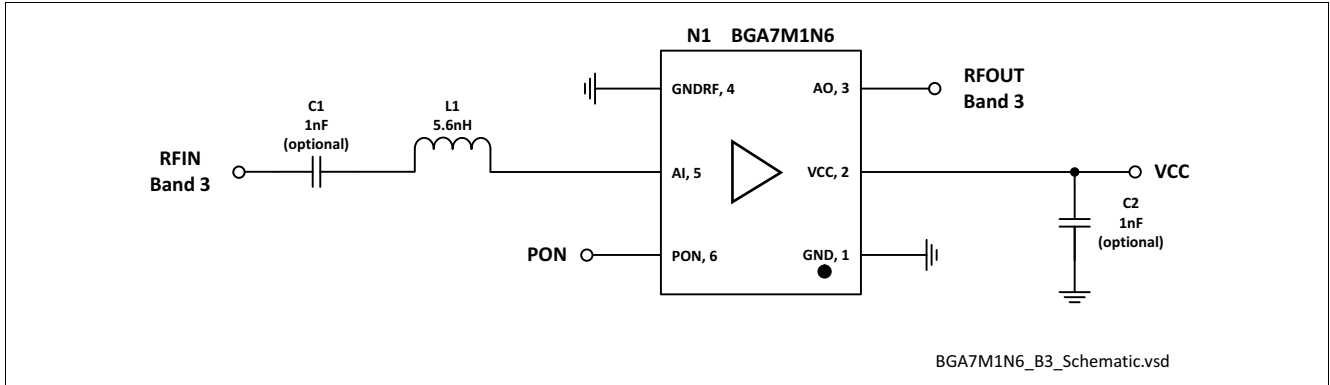 N1 BGA7M1N6
GNDRF, 4
AO, 3
RFOUT
Band 3
C1
1nF
(optional)
L1
5.6nH
RFIN
Band 3
AI, 5
VCC, 2
VCC
C2
1nF
(optional)
PON
PON, 6
GND, 1
BGA7M1N6_B3_Schematic.vsd